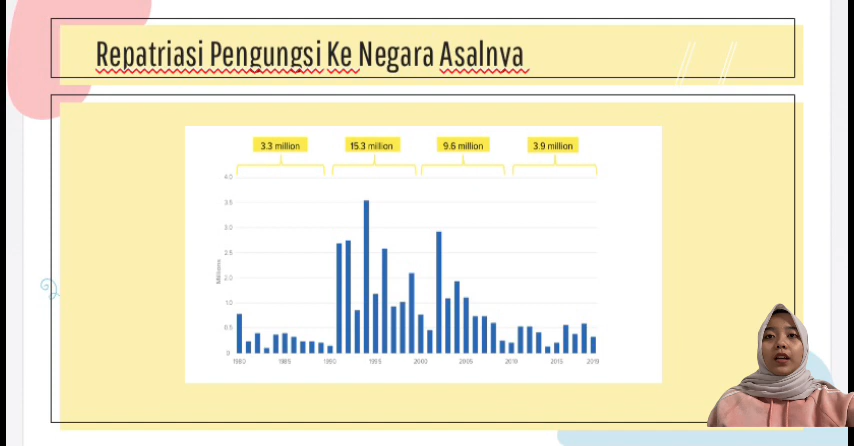 Repatriasi Pengungsi Ke Negara Asalnya
3.3 million 15.3 million 9.6 million 3.9 million
4.0
3.5
3.0
2.5
2.0
1.0
0.5
0
Millions
1980 1985 1990 1995 2000 2005 2010 2015 2019